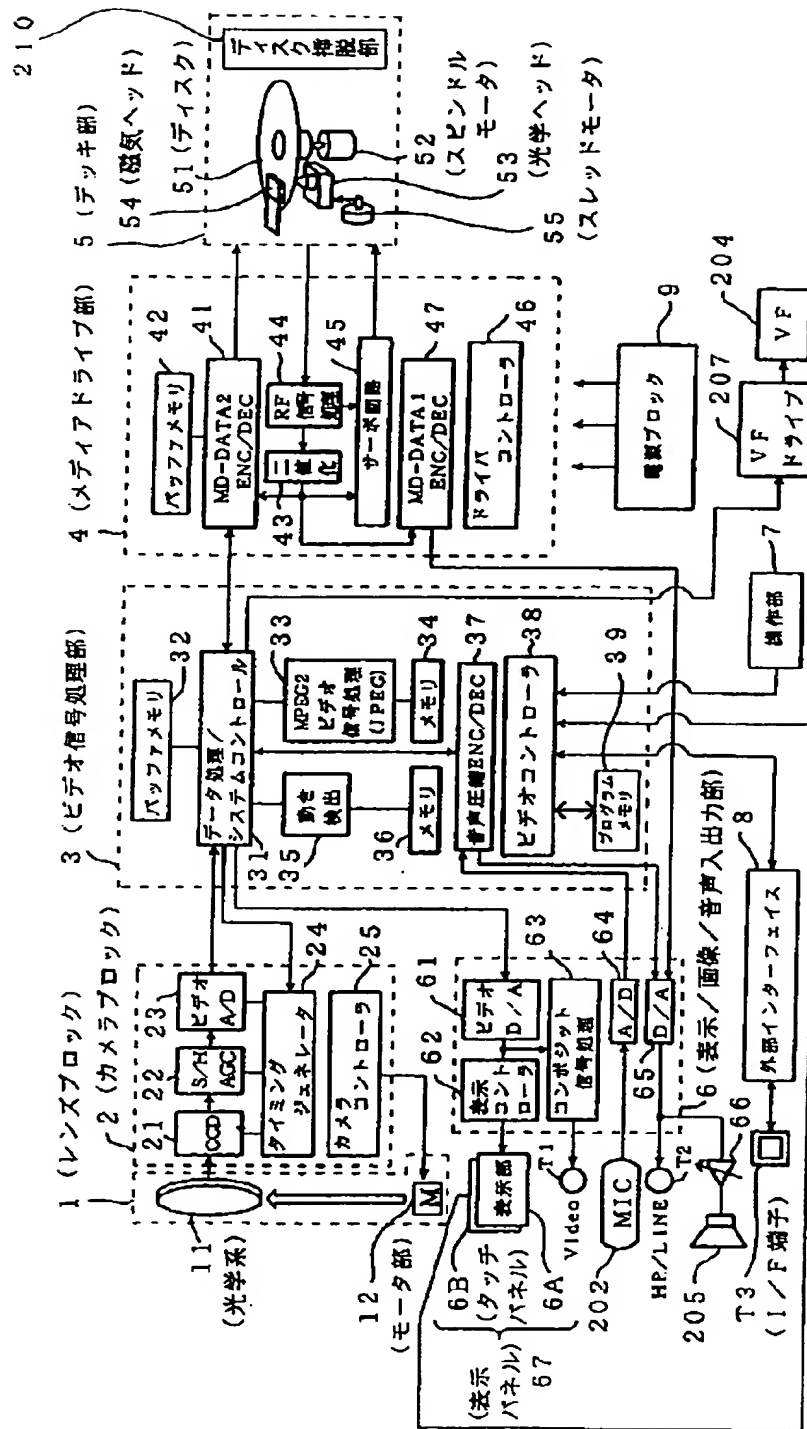 1 (レンズブロック)
2 (カメラブロック)
11
(光学系)
21
CCD
22
S/H
AGC
23
ビデオ
A/D
タイミング
ジェネレータ
24
カメラ
コントローラ
25
12
(モータ部)
M
3 (ビデオ信号処理部)
バッファメモリ
32
データ処理/
システムコントロール
31
MPEG2
ビデオ
信号処理
(JPEG)
33
メモリ
34
動き
検出
35
メモリ
36
音声圧縮ENC/DEC
37
ビデオコントローラ
38
プログラム
メモリ
39
4 (メディアドライブ部)
バッファメモリ
42
MD-DATA2
ENC/DEC
41
RF
信号
処理
44
二値化
43
サーボ回路
45
MD-DATA1
ENC/DEC
47
ドライバ
コントローラ
46
5 (デッキ部)
54 (磁気ヘッド)
51 (ディスク)
52
(スピンドル
モータ)
53
(光学ヘッド)
55
(スレッドモータ)
ディスク挿脱部
210
ビデオ
D/A
61
表示
コントローラ
62
コンポジット
信号処理
63
A/D
64
D/A
65
6 (表示/画像/音声入出力部)
表示部
6B
(タッチ
パネル)
6A
(表示
パネル)
67
T1
Video
MIC
202
T2
HP/LINE
66
205
T3
(I/F端子)
外部インターフェイス
8
操作部
7
電源ブロック
9
VF
ドライブ
207
VF
204